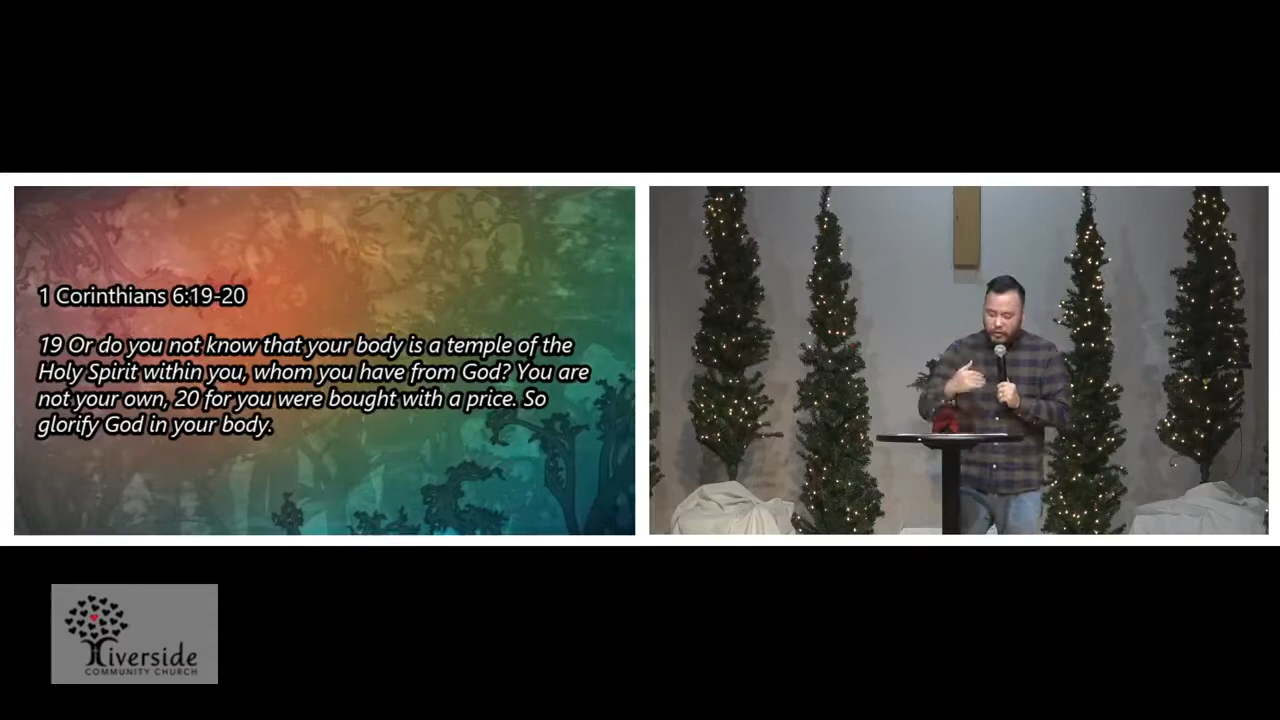 1 Corinthians 6:19-20
19 Or do you not know that your body is a temple of the
Holy Spirit within you, whom you have from God? You are
not your own, 20 for you were bought with a price. So
glorify God in your body.
Riverside
COMMUNITY CHURCH